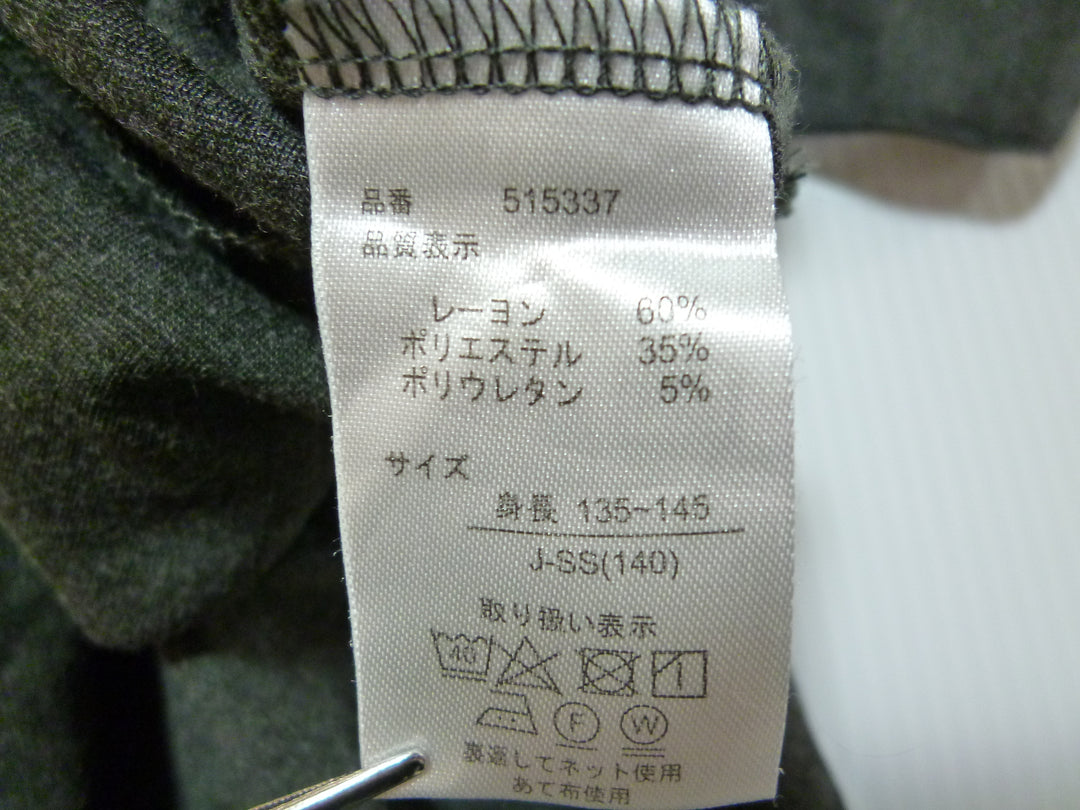 品番 515337
品質表示
レーヨン 60%
ポリエステル 35%
ポリウレタン 5%
サイズ
身長 135~145
J-SS(140)
取り扱い表示
40
F W
裏返してネット使用
あて布使用